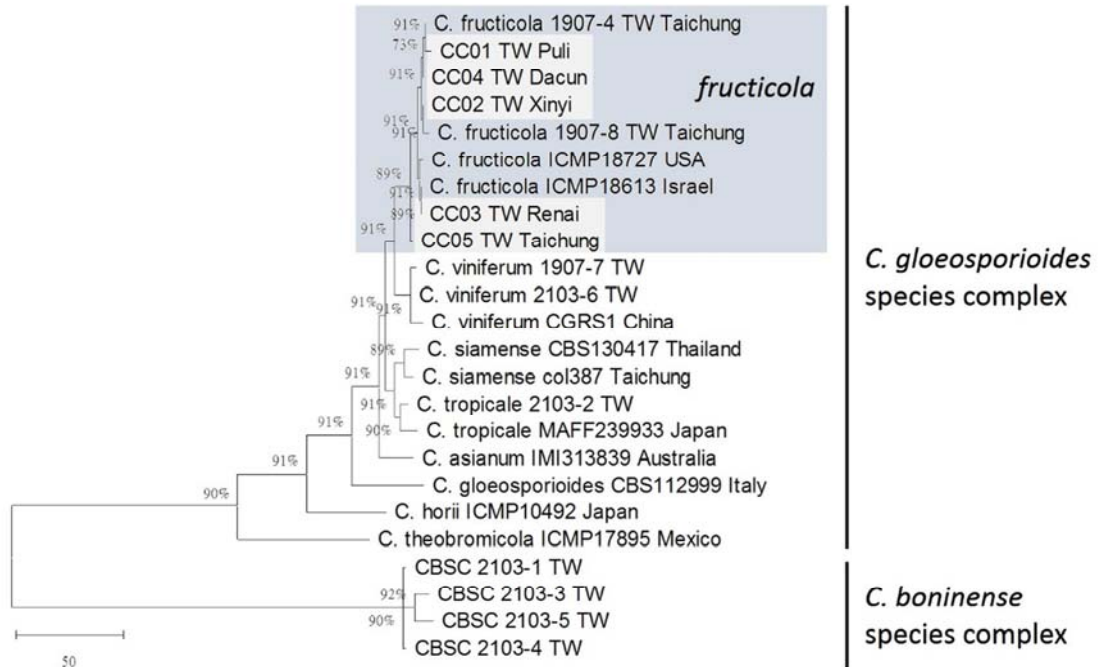 91%
C. fructicola 1907-4 TW Taichung
73%
CC01 TW Puli
91%
CC04 TW Dacun
CC02 TW Xinyi
fructicola
91%
91%
C. fructicola 1907-8 TW Taichung
C. fructicola ICMP18727 USA
89%
91%
C. fructicola ICMP18613 Israel
89%
CC03 TW Renai
91%
CC05 TW Taichung
C. viniferum 1907-7 TW
C. viniferum 2103-6 TW
91%
91%
C. viniferum CGRS1 China
89%
C. siamense CBS130417 Thailand
91%
C. siamense col387 Taichung
91%
C. tropicale 2103-2 TW
91%
90%
C. tropicale MAFF239933 Japan
C. asianum IMI313839 Australia
91%
C. gloeosporioides CBS112999 Italy
90%
C. horii ICMP10492 Japan
C. theobromicola ICMP17895 Mexico
C. gloeosporioides
species complex
CBSC 2103-1 TW
92%
CBSC 2103-3 TW
90%
CBSC 2103-5 TW
CBSC 2103-4 TW
C. boninense
species complex
50